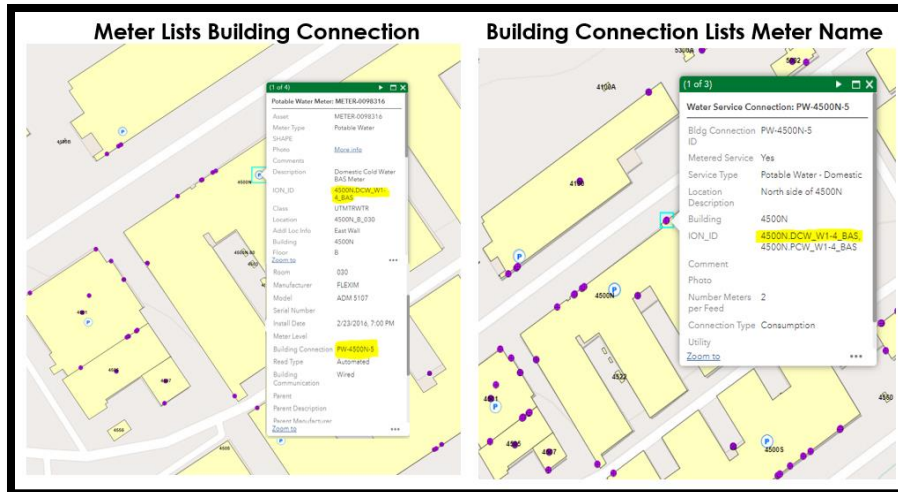 Meter Lists Building Connection
(1 of 4)
Potable Water Meter: METER-0098316
Asset METER-0098316
Meter Type Potable Water
SHAPE
Photo More info
Comments
Description Domestic Cold Water
BAS Meter
ION_ID 4500N.DCW_W1-
4_BAS
Class UTMTRWTR
Location 4500N_B_030
Addl Loc Info East Wall
Building 4500N
Floor B
Zoom to
Room 030
Manufacturer FLEXIM
Model ADM 5107
Serial Number
Install Date 2/23/2016, 7:00 PM
Meter Level
Building Connection PW-4500N-5
Read Type Automated
Building Wired
Communication
Parent
Parent Description
Parent Manufacturer
Zoom to
P
4500N
P
P
P
4500S
Building Connection Lists Meter Name
(1 of 3)
Water Service Connection: PW-4500N-5
Bldg Connection PW-4500N-5
ID
Metered Service Yes
Service Type Potable Water - Domestic
Location North side of 4500N
Description
Building 4500N
ION_ID 4500N.DCW_W1-4_BAS,
4500N.PCW_W1-4_BAS
Comment
Photo
Number Meters 2
per Feed
Connection Type Consumption
Utility
Zoom to
4100A
P
4500N
P
4522
P
P
4500S